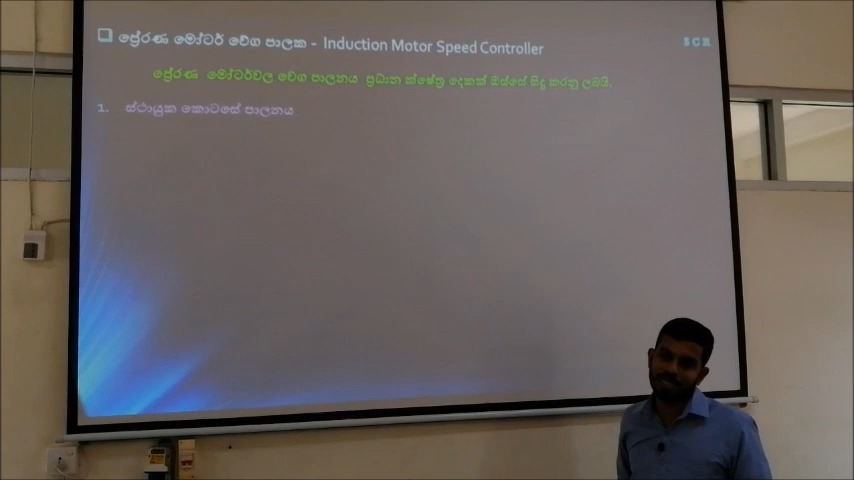 ප්‍රේරණ මෝටර් වේග පාලක - Induction Motor Speed Controller
SCR
ප්‍රේරණ මෝටර්වල වේග පාලනය ප්‍රධාන ක්ෂේත්‍ර දෙකක් ඔස්සේ සිදු කරනු ලබයි.
1. ස්ථායුක කොටසේ පාලනය